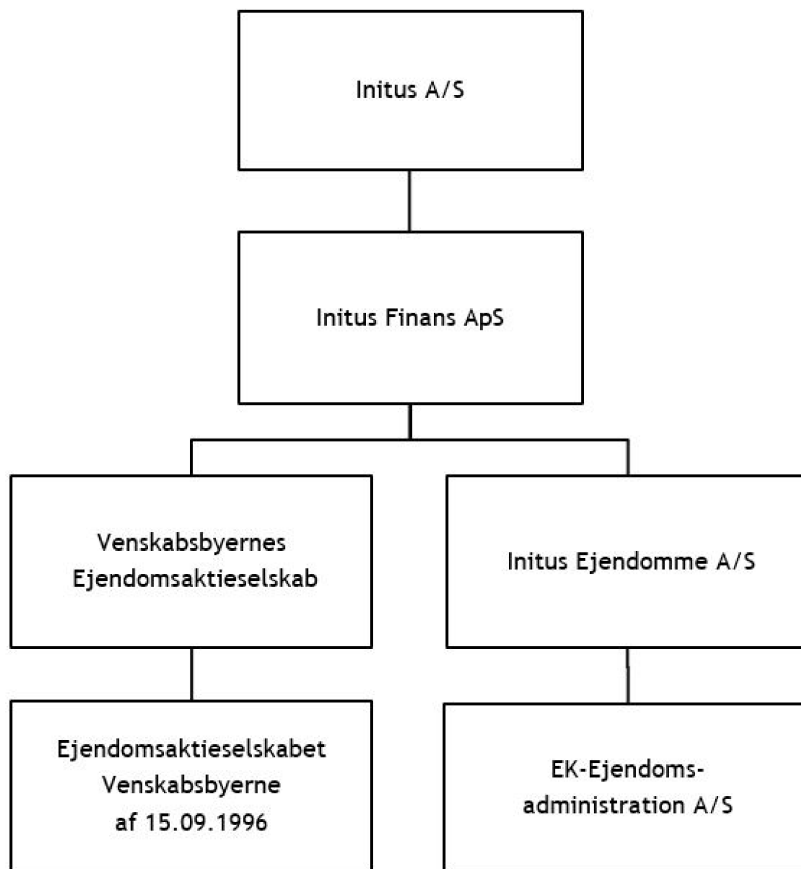 Initus A/S
Initus Finans ApS
Venskabsbyernes
Ejendomsaktieselskab
Initus Ejendomme A/S
Ejendomsaktieselskabet
Venskabsbyerne
af 15.09.1996
EK-Ejendoms-
administration A/S